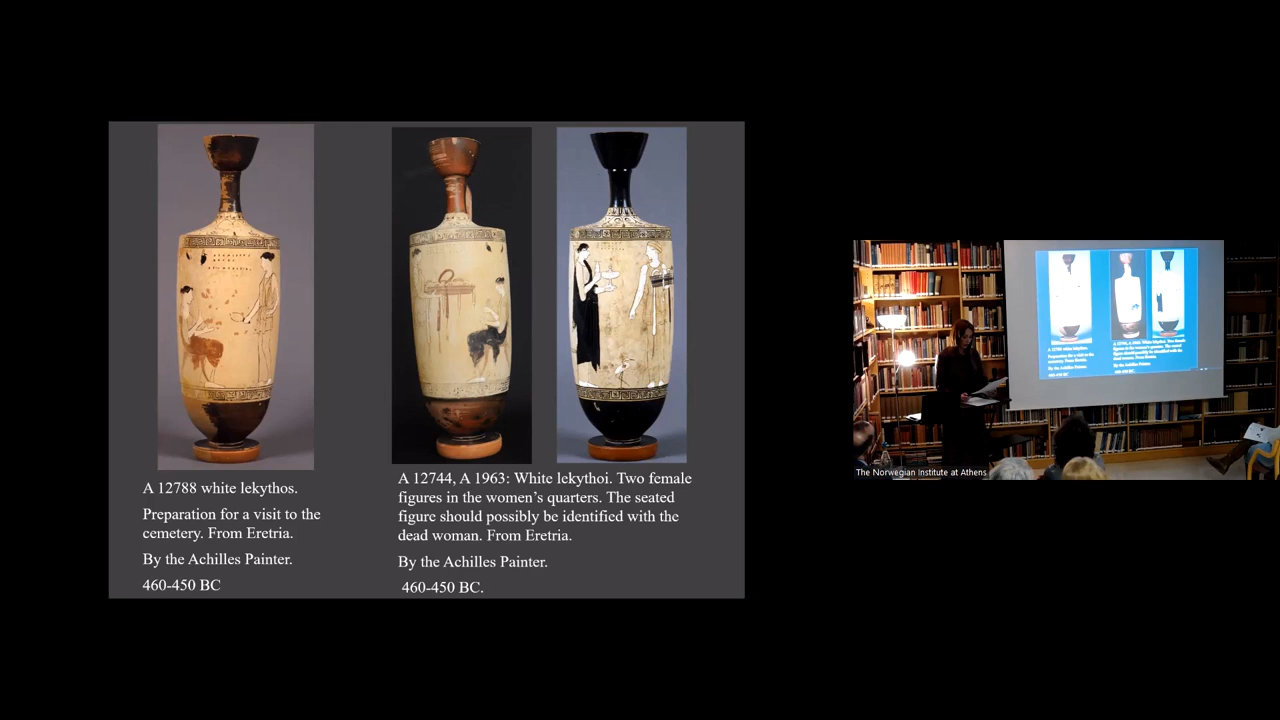 A 12788 white lekythos.
Preparation for a visit to the
cemetery. From Eretria.
By the Achilles Painter.
460-450 BC
A 12744, A 1963: White lekythoi. Two female
figures in the women's quarters. The seated
figure should possibly be identified with the
dead woman. From Eretria.
By the Achilles Painter.
460-450 BC.
The Norwegian Institute at Athens